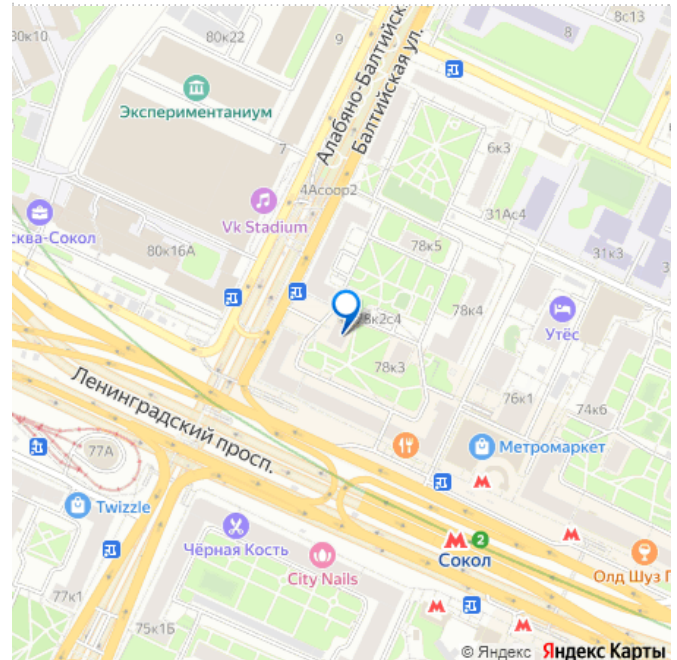 80к10
80к22
9
8с13
8
Экспериментаниум
Алабяно-Балтийск
Балтийская ул.
7
6к3
4Асоор2
31Ас4
Vk Stadium
сква-Сокол
80к16А
78к5
31к3
3
78к4
Утёс
78к3
76к1
74к6
Ленинградский просп.
Метромаркет
77А
Twizzle
Чёрная Кость
City Nails
2
Сокол
Олд Шуз П
77к1
75к1Б
© Яндекс Яндекс Карты